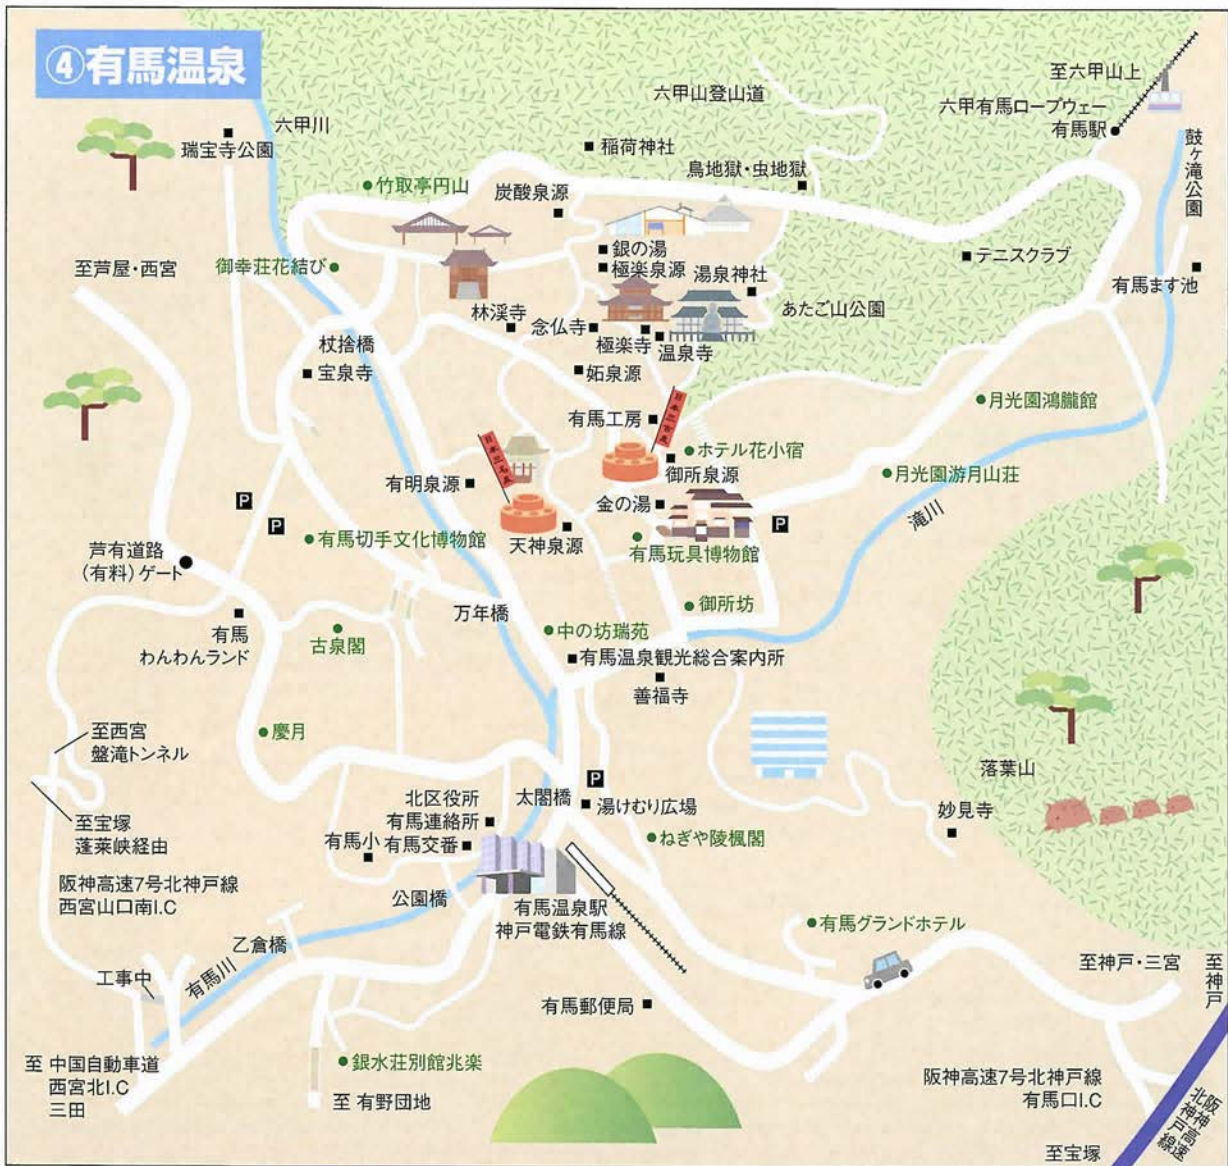 ④有馬温泉
至六甲山上
六甲有馬ロープウェー
有馬駅
六甲山登山道
六甲川
瑞宝寺公園
稲荷神社
鳥地獄・虫地獄
鼓ヶ滝公園
竹取亭円山
炭酸泉源
銀の湯
極楽泉源
湯泉神社
テニスクラブ
御幸荘花結び
至芦屋・西宮
有馬ます池
あたご山公園
林渓寺
念仏寺
極楽寺
温泉寺
杖捨橋
宝泉寺
妬泉源
月光園鴻朧館
有馬工房
日本三古泉
ホテル花小宿
日本三名泉
御所泉源
月光園游月山荘
有明泉源
金の湯
滝川
P
P
P
有馬切手文化博物館
天神泉源
有馬玩具博物館
芦有道路
(有料)ゲート
御所坊
有馬
わんわんランド
古泉閣
万年橋
中の坊瑞苑
有馬温泉観光総合案内所
善福寺
慶月
至西宮
盤滝トンネル
落葉山
P
太閤橋
湯けむり広場
北区役所
有馬連絡所
有馬交番
有馬小
妙見寺
ねぎや陵楓閣
至宝塚
蓬莱峡経由
阪神高速7号北神戸線
西宮山口南I.C
公園橋
有馬温泉駅
神戸電鉄有馬線
有馬グランドホテル
乙倉橋
有馬川
工事中
至神戸・三宮
至神戸
有馬郵便局
至 中国自動車道
西宮北I.C
三田
銀水荘別館兆楽
至 有野団地
阪神高速7号北神戸線
有馬口I.C
阪神高速
北神戸線
至宝塚